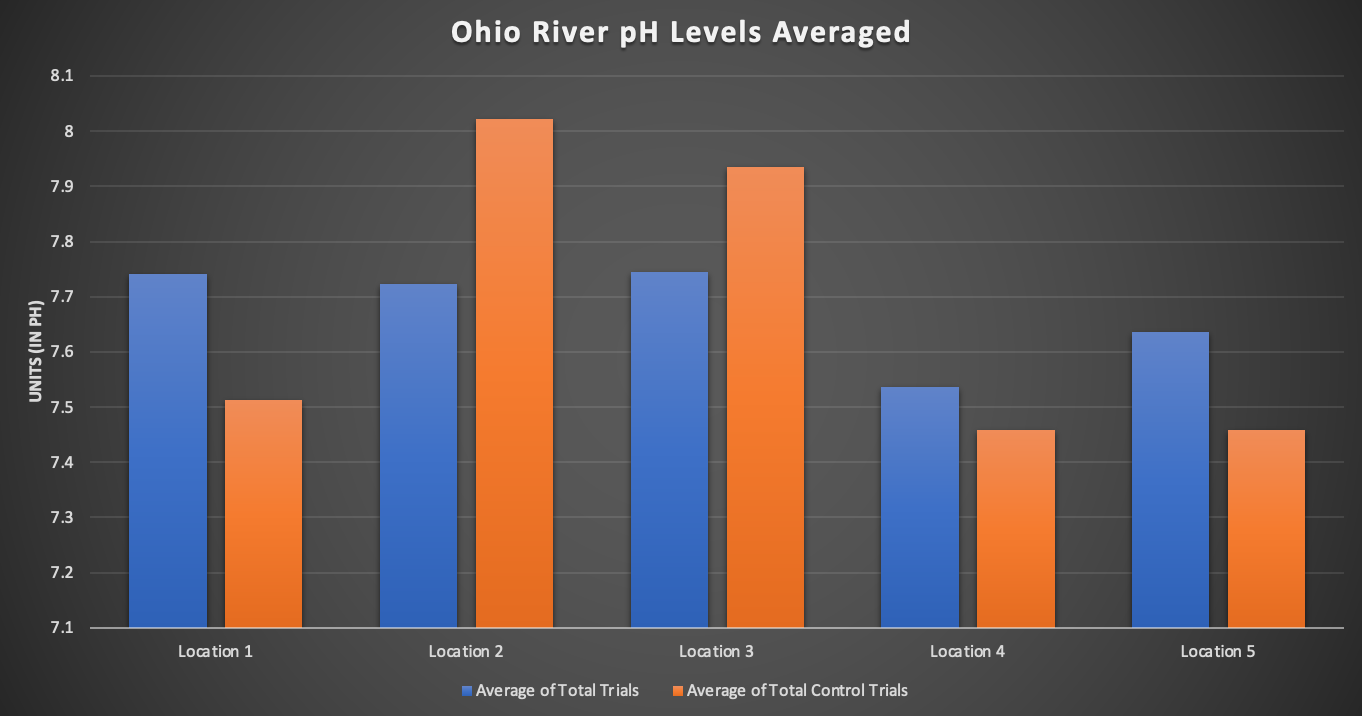 Ohio River pH Levels Averaged
8.1
8
7.9
7.8
7.7
7.6
7.5
7.4
7.3
7.2
7.1
UNITS (IN PH)
Location 1
Location 2
Location 3
Location 4
Location 5
Average of Total Trials
Average of Total Control Trials